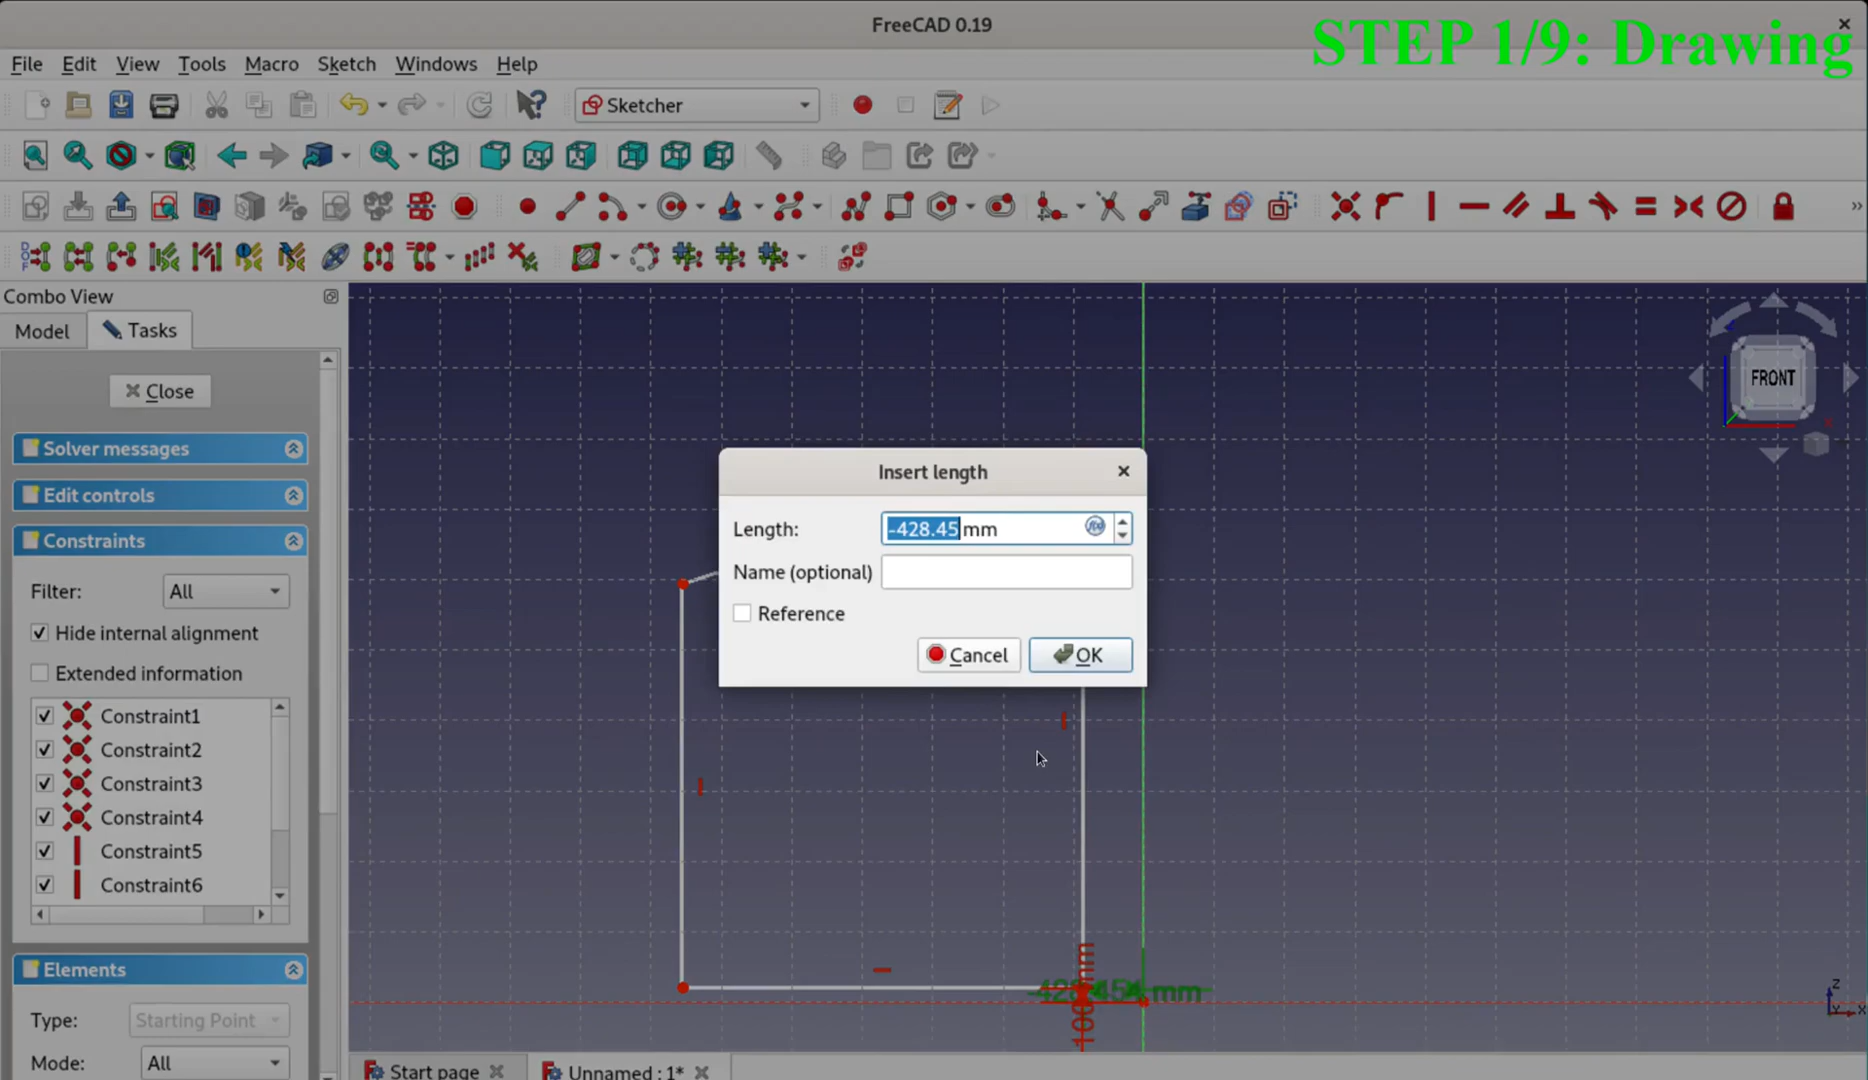 FreeCAD 0.19
STEP 1/9: Drawing
File Edit View Tools Macro Sketch Windows Help
Sketcher
Combo View
Model Tasks
Close
Solver messages
Edit controls
Constraints
Filter: All
Hide internal alignment
Extended information
Constraint1
Constraint2
Constraint3
Constraint4
Constraint5
Constraint6
Elements
Type: Starting Point
Mode: All
FRONT
Insert length
Length: -428.45 mm
Name (optional)
Reference
Cancel OK
-428.454 mm
Z
X
Start page Unnamed : 1*